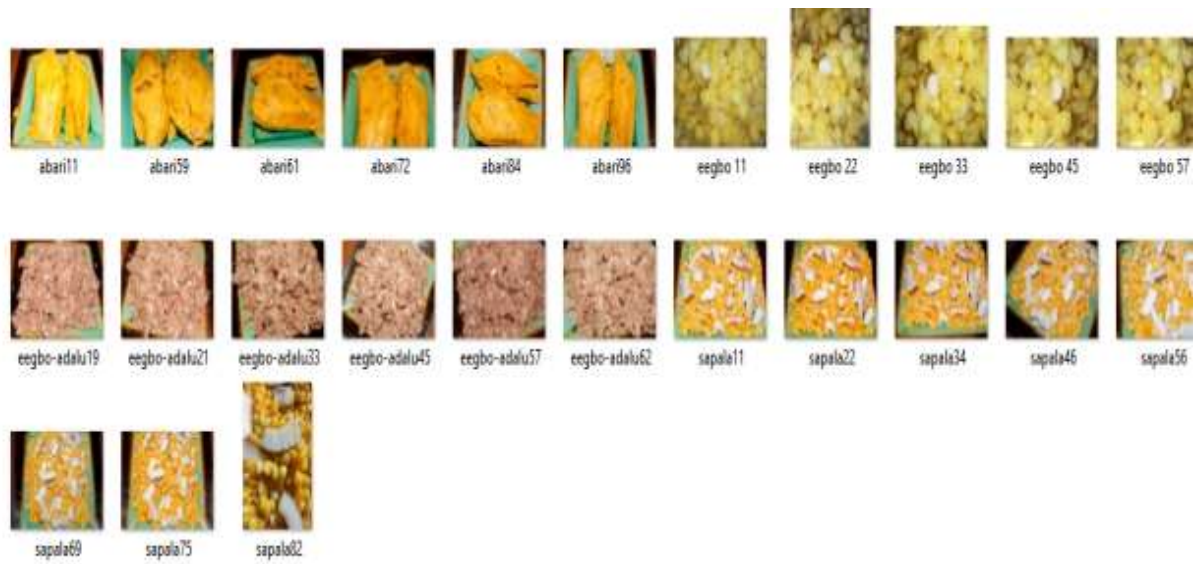 abari11 abari59 abari61 abari72 abari84 abari96 eegbo 11 eegbo 22 eegbo 33 eegbo 45 eegbo 57
eegbo-adalu19 eegbo-adalu21 eegbo-adalu33 eegbo-adalu45 eegbo-adalu57 eegbo-adalu62 sapala11 sapala22 sapala34 sapala46 sapala56
sapala69 sapala75 sapala82